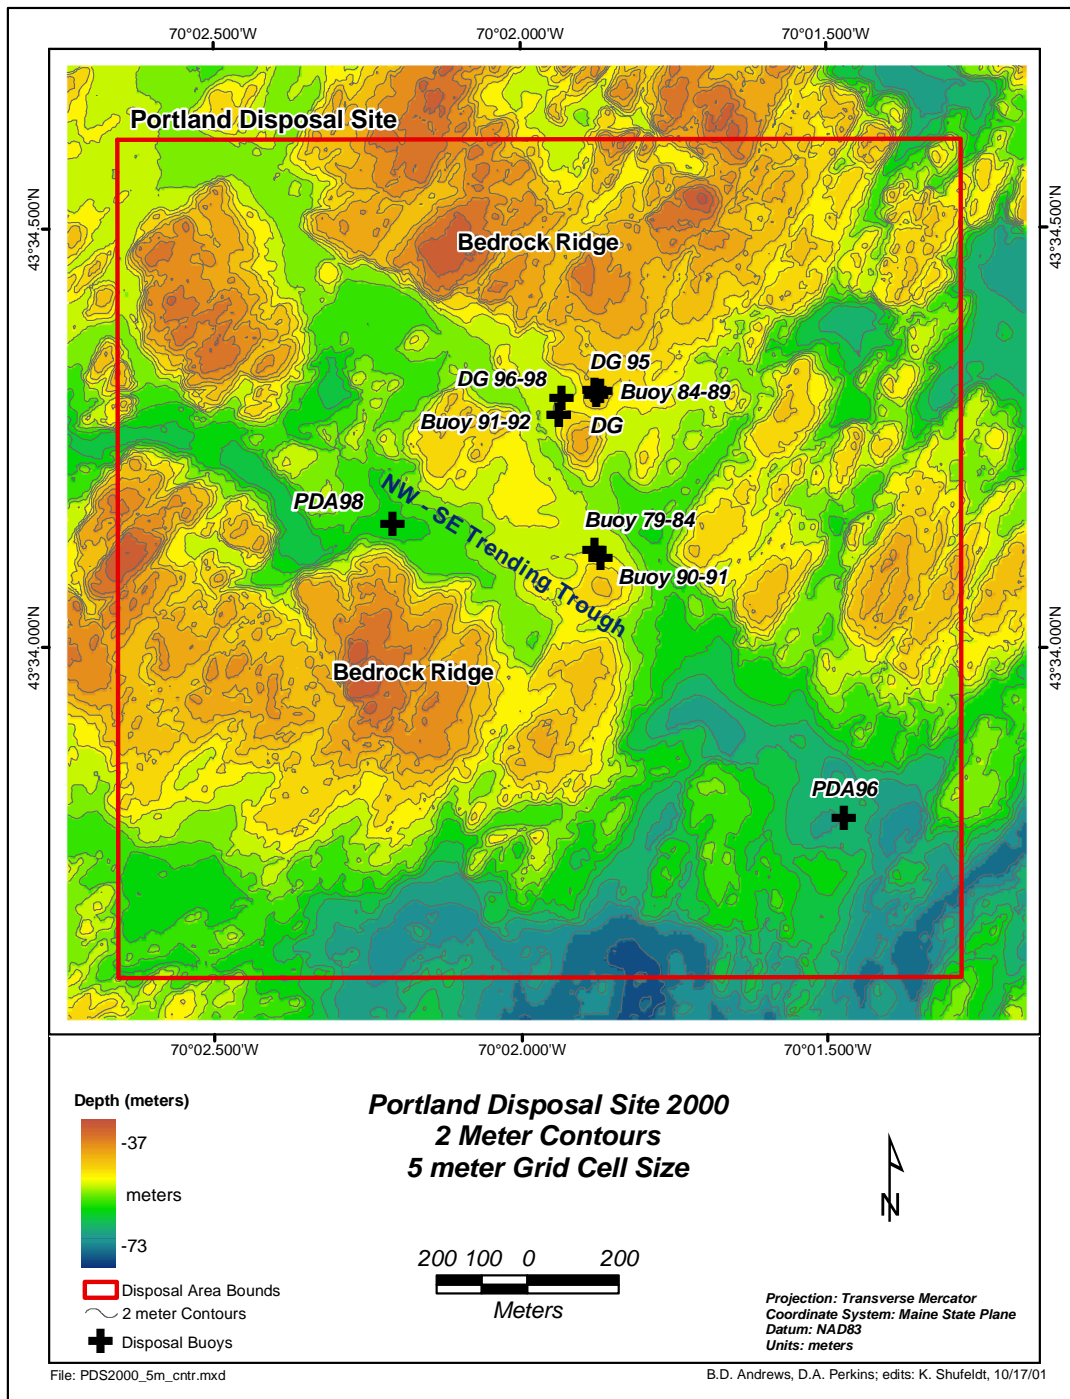 70°02.500'W 70°02.000'W 70°01.500'W
Portland Disposal Site
43°34.500'N
43°34.500'N
Bedrock Ridge
DG 95
DG 96-98
Buoy 84-89
Buoy 91-92
DG
NW - SE Trending Trough
PDA98
Buoy 79-84
Buoy 90-91
43°34.000'N
43°34.000'N
Bedrock Ridge
PDA96
70°02.500'W 70°02.000'W 70°01.500'W
Depth (meters)
-37
meters
-73
Disposal Area Bounds
2 meter Contours
Disposal Buoys
Portland Disposal Site 2000
2 Meter Contours
5 meter Grid Cell Size
N
200 100 0 200
Meters
Projection: Transverse Mercator
Coordinate System: Maine State Plane
Datum: NAD83
Units: meters
File: PDS2000_5m_cntr.mxd
B.D. Andrews, D.A. Perkins; edits: K. Shufeldt, 10/17/01